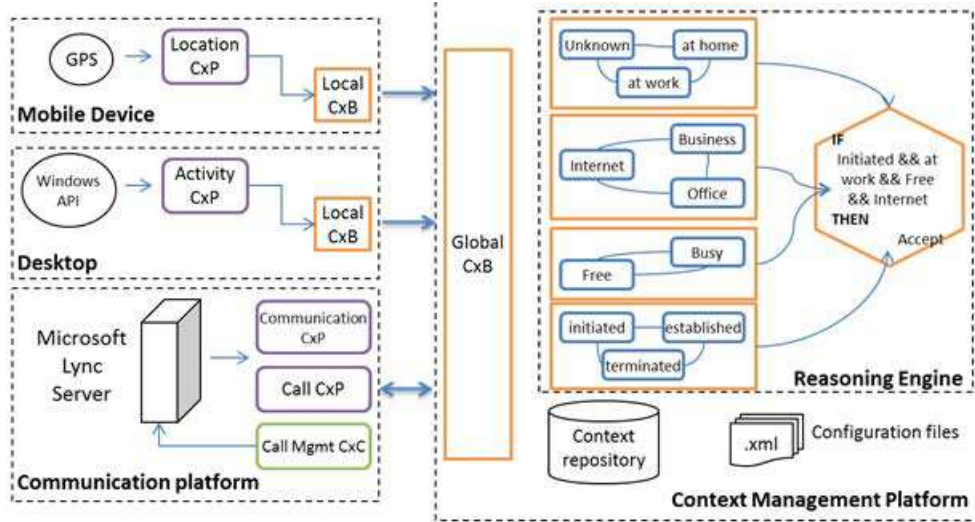 GPS
Location
CxP
Local
CxB
Mobile Device
Windows
API
Activity
CxP
Local
CxB
Desktop
Microsoft
Lync
Server
Communication
CxP
Call CxP
Call Mgmt CxC
Communication platform
Global
CxB
Unknown
at home
at work
Business
Internet
Office
Busy
Free
initiated
established
terminated
IF
Initiated && at
work && Free
&& Internet
THEN
Accept
Reasoning Engine
Context
repository
.xml
Configuration files
Context Management Platform